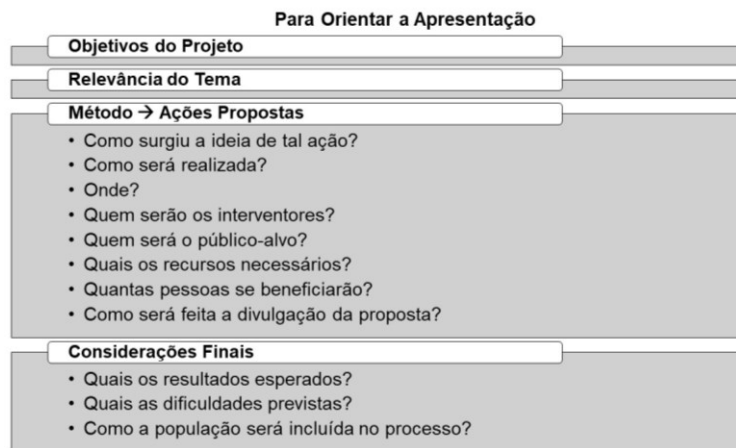 Para Orientar a Apresentação
Objetivos do Projeto
Relevância do Tema
Método → Ações Propostas
• Como surgiu a ideia de tal ação?
• Como será realizada?
• Onde?
• Quem serão os interventores?
• Quem será o público-alvo?
• Quais os recursos necessários?
• Quantas pessoas se beneficiarão?
• Como será feita a divulgação da proposta?
Considerações Finais
• Quais os resultados esperados?
• Quais as dificuldades previstas?
• Como a população será incluída no processo?